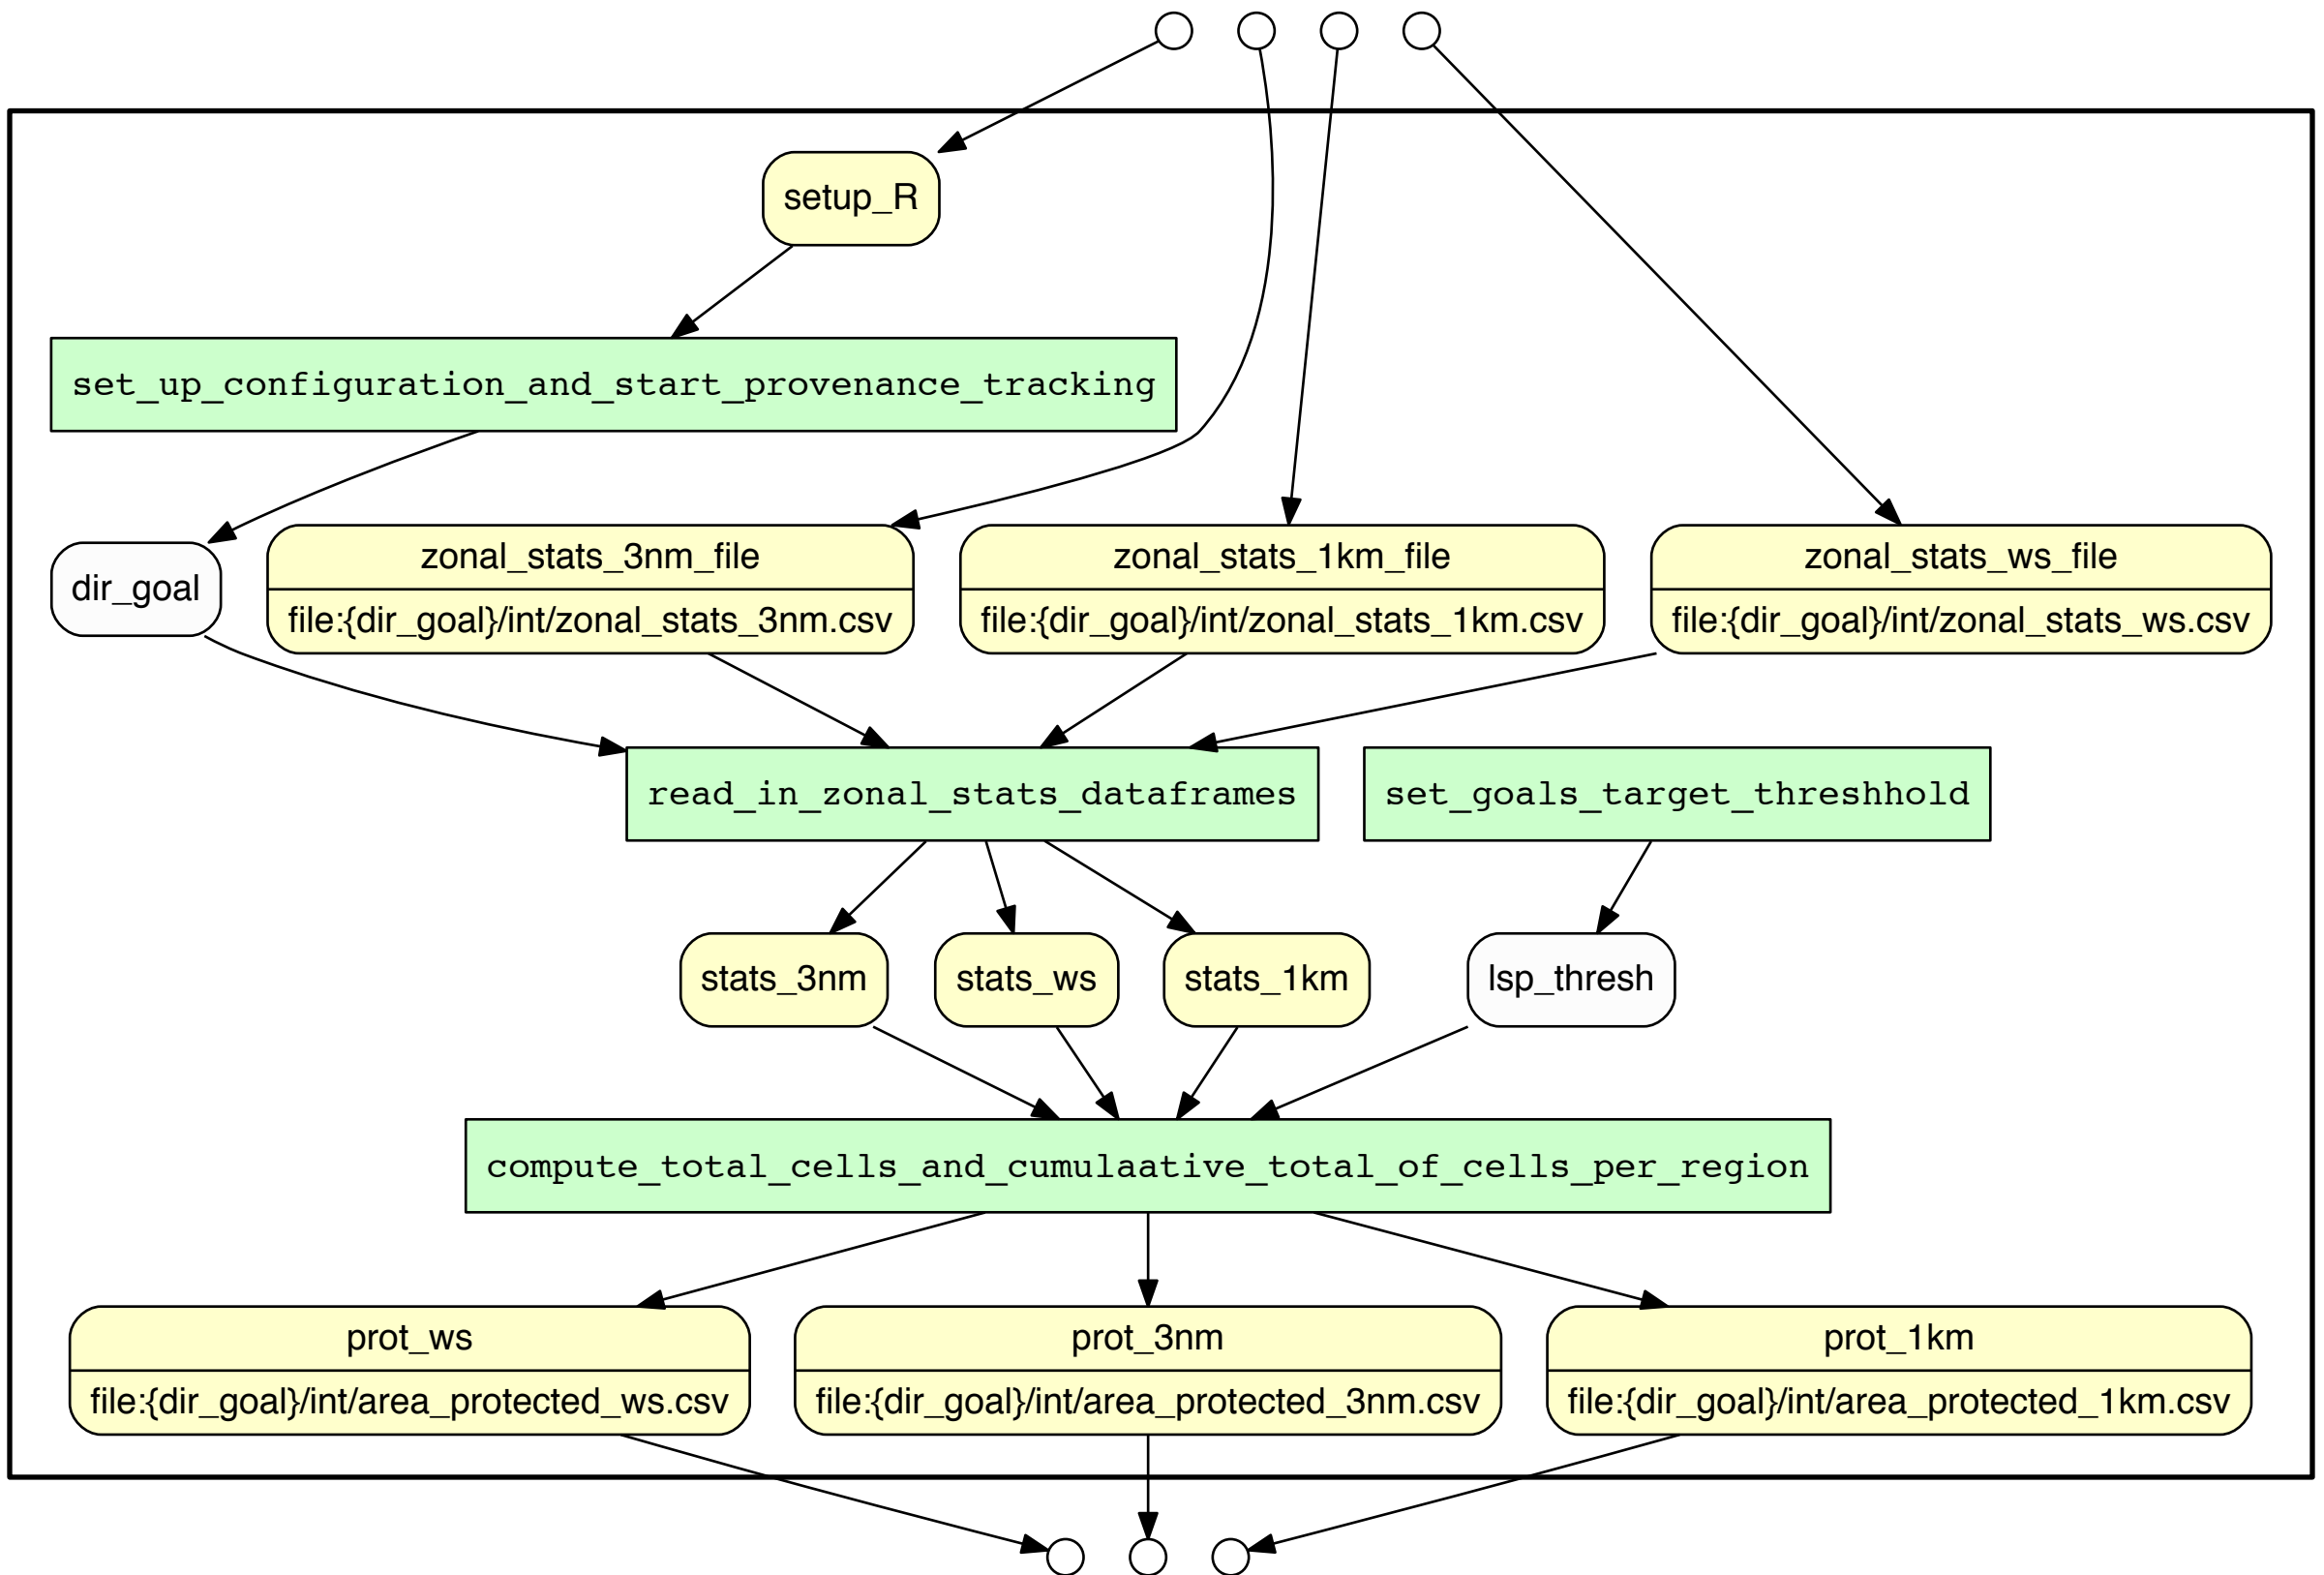 setup_R
set_up_configuration_and_start_provenance_tracking
dir_goal
zonal_stats_3nm_file
file:{dir_goal}/int/zonal_stats_3nm.csv
zonal_stats_1km_file
file:{dir_goal}/int/zonal_stats_1km.csv
zonal_stats_ws_file
file:{dir_goal}/int/zonal_stats_ws.csv
read_in_zonal_stats_dataframes
set_goals_target_threshhold
stats_3nm
stats_ws
stats_1km
lsp_thresh
compute_total_cells_and_cumulaative_total_of_cells_per_region
prot_ws
file:{dir_goal}/int/area_protected_ws.csv
prot_3nm
file:{dir_goal}/int/area_protected_3nm.csv
prot_1km
file:{dir_goal}/int/area_protected_1km.csv